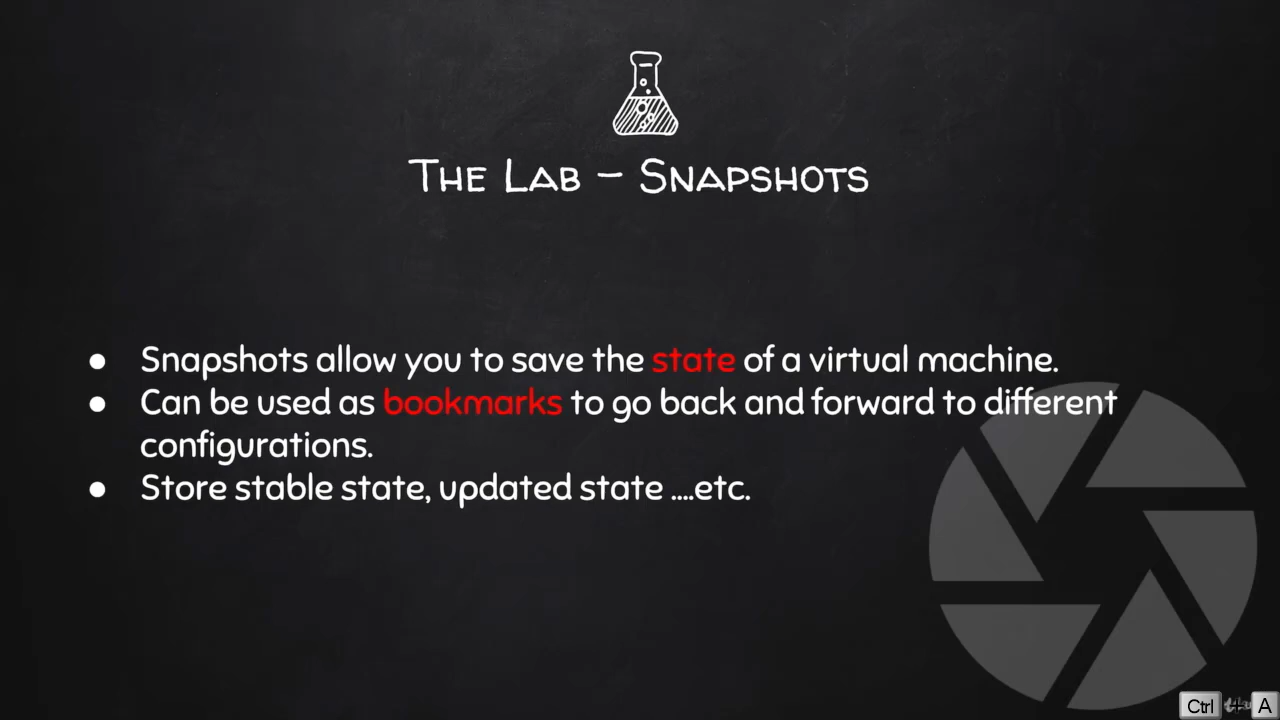 The Lab – Snapshots
● Snapshots allow you to save the state of a virtual machine.
● Can be used as bookmarks to go back and forward to different
configurations.
● Store stable state, updated state ....etc.
Ctrl + A